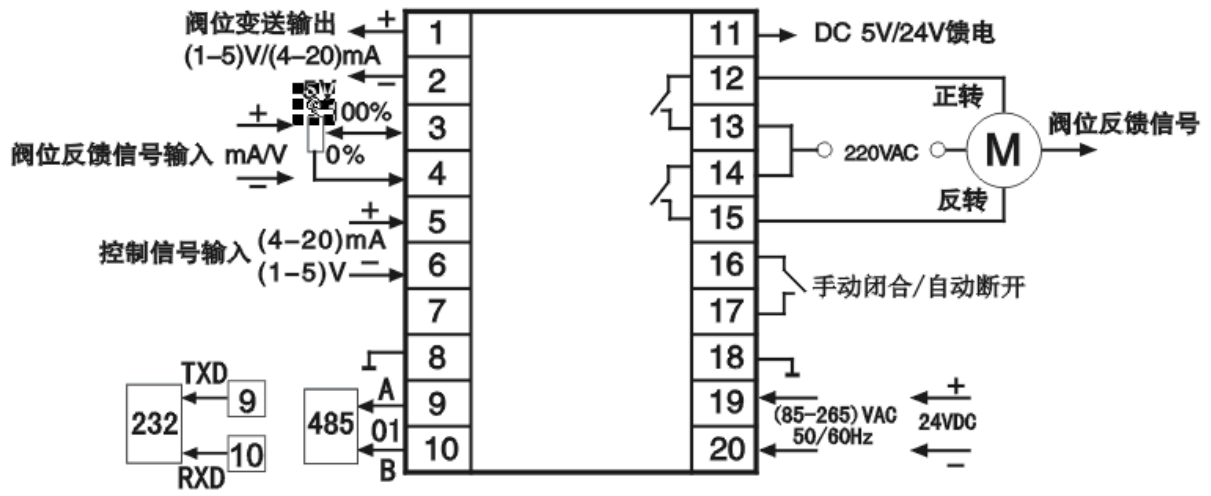 阀位变送输出
(1-5)V/(4-20)mA
+
−
1
2
3
4
5
6
7
8
9
10
100%
0%
+
阀位反馈信号输入 mA/V
−
+
控制信号输入 (4-20)mA
(1-5)V −
TXD
232
9
10
RXD
485
A
01
B
11
12
13
14
15
16
17
18
19
20
DC 5V/24V馈电
正转
220VAC
M
阀位反馈信号
反转
手动闭合/自动断开
(85-265)VAC
50/60Hz
+
24VDC
−